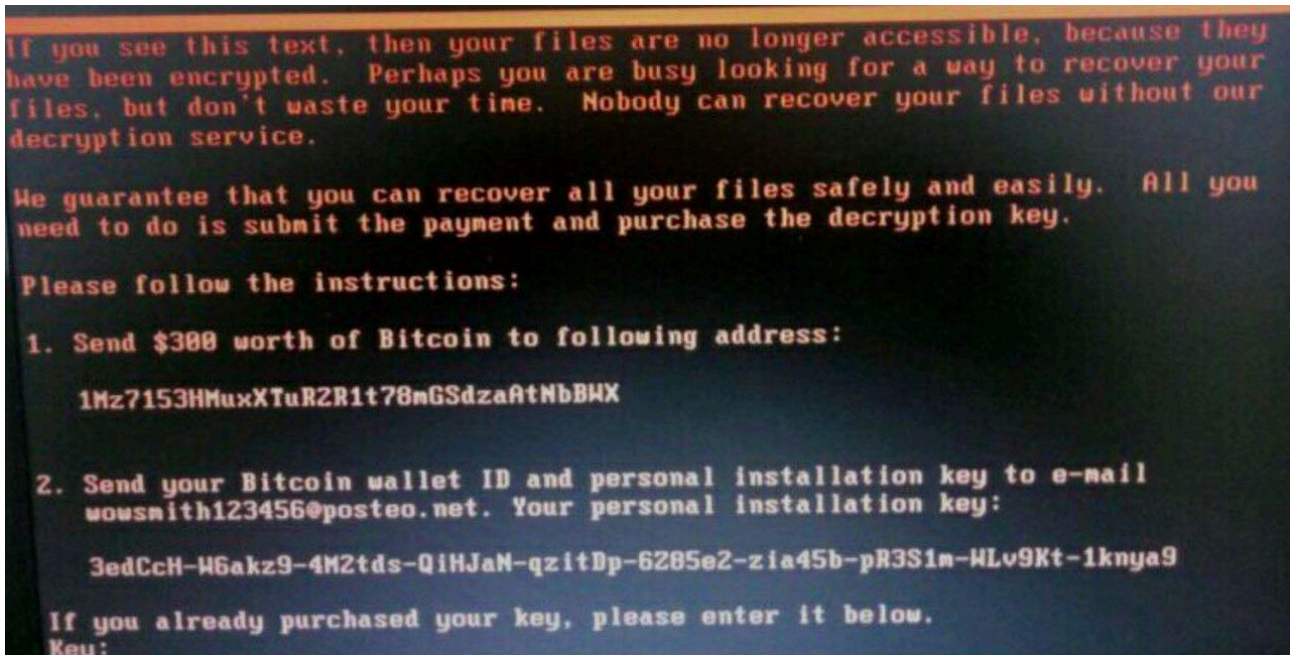 If you see this text, then your files are no longer accessible, because they
have been encrypted.  Perhaps you are busy looking for a way to recover your
files, but don't waste your time.  Nobody can recover your files without our
decryption service.
We guarantee that you can recover all your files safely and easily.  All you
need to do is submit the payment and purchase the decryption key.
Please follow the instructions:
1. Send $300 worth of Bitcoin to following address:
1Mz7153HMuxXTuR2R1t78mGSdzaAtNbBWX
2. Send your Bitcoin wallet ID and personal installation key to e-mail
wowsmith123456@posteo.net. Your personal installation key:
3edCcH-W6akz9-4M2tds-QiHJaN-qzitDp-6Z85e2-zia45b-pR3S1m-WLv9Kt-1knya9
If you already purchased your key, please enter it below.
Key: